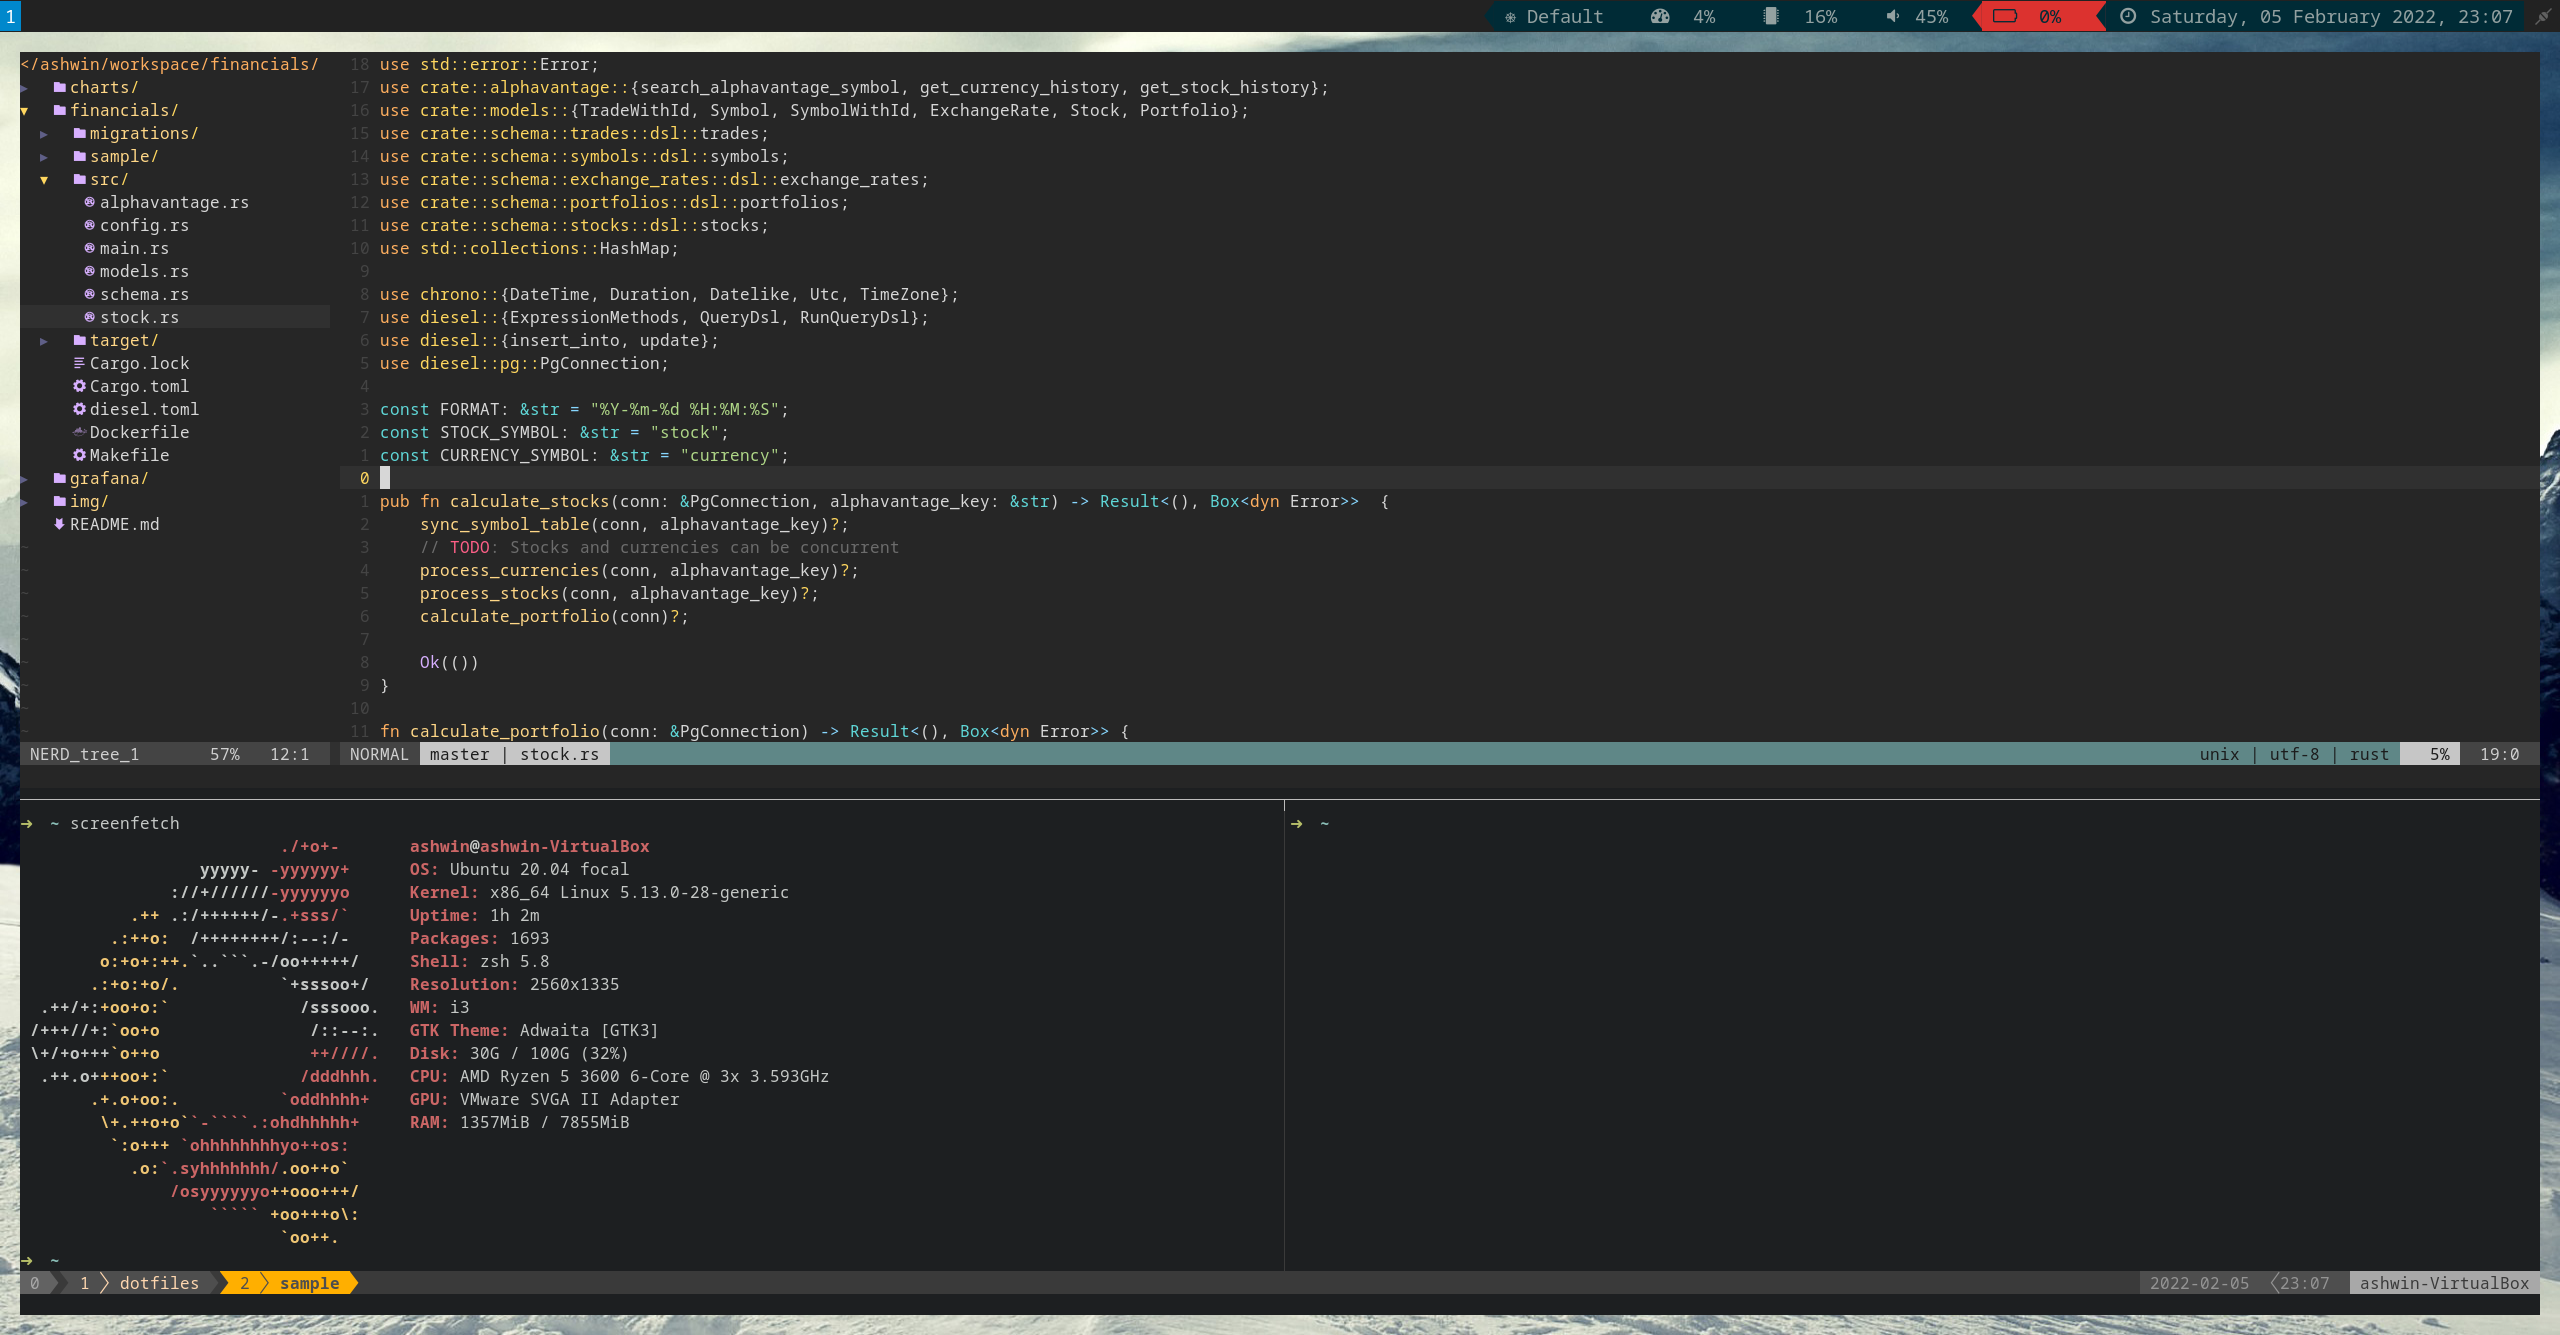 1 Default 4% 16% 45% 0% Saturday, 05 February 2022, 23:07
</ashwin/workspace/financials/
▸ charts/
▾ financials/
▸ migrations/
▸ sample/
▾ src/
alphavantage.rs
config.rs
main.rs
models.rs
schema.rs
stock.rs
▸ target/
Cargo.lock
Cargo.toml
diesel.toml
Dockerfile
Makefile
▸ grafana/
▸ img/
README.md
~
~
~
~
~
~
~
~
~
NERD_tree_1 57% 12:1
18 use std::error::Error;
17 use crate::alphavantage::{search_alphavantage_symbol, get_currency_history, get_stock_history};
16 use crate::models::{TradeWithId, Symbol, SymbolWithId, ExchangeRate, Stock, Portfolio};
15 use crate::schema::trades::dsl::trades;
14 use crate::schema::symbols::dsl::symbols;
13 use crate::schema::exchange_rates::dsl::exchange_rates;
12 use crate::schema::portfolios::dsl::portfolios;
11 use crate::schema::stocks::dsl::stocks;
10 use std::collections::HashMap;
9
8 use chrono::{DateTime, Duration, Datelike, Utc, TimeZone};
7 use diesel::{ExpressionMethods, QueryDsl, RunQueryDsl};
6 use diesel::{insert_into, update};
5 use diesel::pg::PgConnection;
4
3 const FORMAT: &str = "%Y-%m-%d %H:%M:%S";
2 const STOCK_SYMBOL: &str = "stock";
1 const CURRENCY_SYMBOL: &str = "currency";
0
1 pub fn calculate_stocks(conn: &PgConnection, alphavantage_key: &str) -> Result<(), Box<dyn Error>>  {
2     sync_symbol_table(conn, alphavantage_key)?;
3     // TODO: Stocks and currencies can be concurrent
4     process_currencies(conn, alphavantage_key)?;
5     process_stocks(conn, alphavantage_key)?;
6     calculate_portfolio(conn)?;
7
8     Ok(())
9 }
10
11 fn calculate_portfolio(conn: &PgConnection) -> Result<(), Box<dyn Error>> {
NORMAL master | stock.rs unix | utf-8 | rust 5% 19:0
➜  ~ screenfetch
                          ./+o+-       ashwin@ashwin-VirtualBox
                  yyyyy- -yyyyyy+      OS: Ubuntu 20.04 focal
               ://+//////-yyyyyyo      Kernel: x86_64 Linux 5.13.0-28-generic
           .++ .:/++++++/-.+sss/`      Uptime: 1h 2m
         .:++o:  /++++++++/:--:/-      Packages: 1693
        o:+o+:++.`..```.-/oo+++++/     Shell: zsh 5.8
       .:+o:+o/.          `+sssoo+/    Resolution: 2560x1335
  .++/+:+oo+o:`             /sssooo.   WM: i3
 /+++//+:`oo+o               /::--:.   GTK Theme: Adwaita [GTK3]
 \+/+o+++`o++o               ++////.   Disk: 30G / 100G (32%)
  .++.o+++oo+:`             /dddhhh.   CPU: AMD Ryzen 5 3600 6-Core @ 3x 3.593GHz
       .+.o+oo:.          `oddhhhh+    GPU: VMware SVGA II Adapter
        \+.++o+o``-````.:ohdhhhhh+     RAM: 1357MiB / 7855MiB
         `:o+++ `ohhhhhhhhyo++os:
           .o:`.syhhhhhhh/.oo++o`
               /osyyyyyyo++ooo+++/
                   ````` +oo+++o\:
                          `oo++.
➜  ~
➜  ~
0 1 dotfiles 2 sample 2022-02-05 23:07 ashwin-VirtualBox